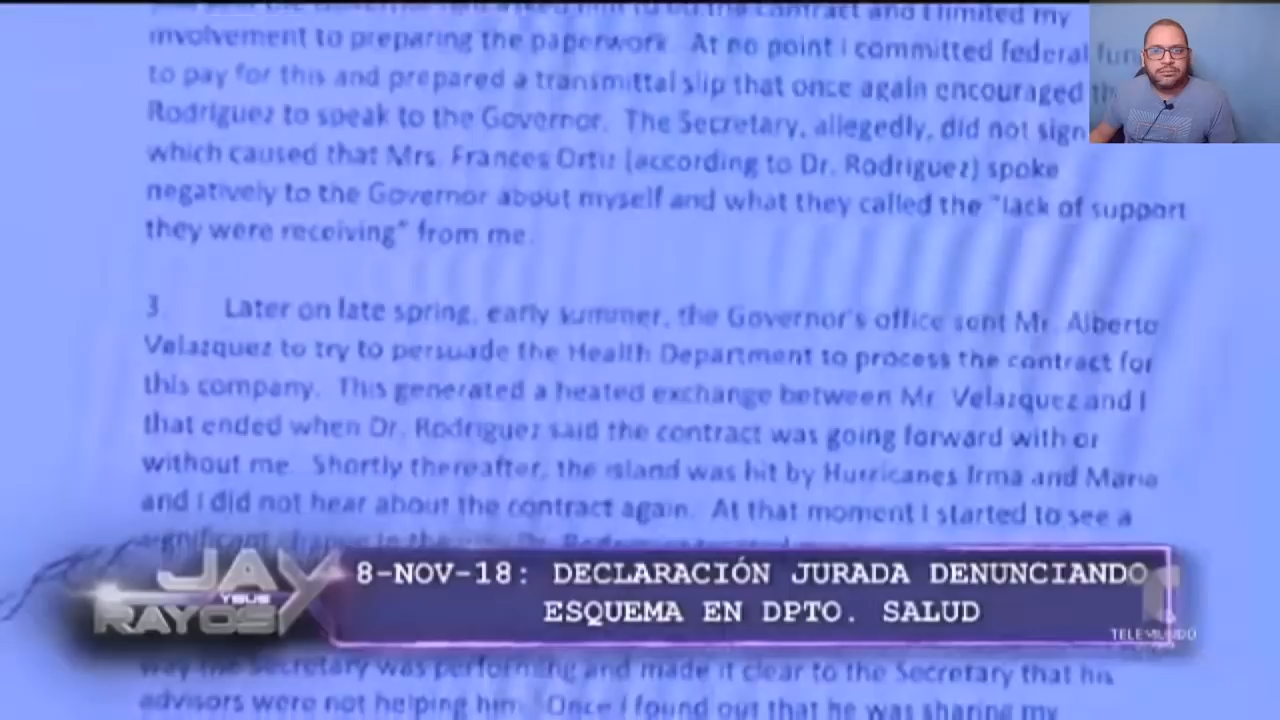 contract and I limited my
involvement to preparing the paperwork. At no point I committed federal
to pay for this and prepared a transmittal slip that once again encouraged
Rodriguez to speak to the Governor. The Secretary, allegedly, did not sign
which caused that Mrs. Frances Ortiz (according to Dr. Rodriguez) spoke
negatively to the Governor about myself and what they called the "lack of support
they were receiving" from me.
3. Later on late spring, early summer, the Governor's office sent Mr. Alberto
Velazquez to try to persuade the Health Department to process the contract for
this company. This generated a heated exchange between Mr. Velazquez and I
that ended when Dr. Rodriguez said the contract was going forward with or
without me. Shortly thereafter, the island was hit by Hurricanes Irma and Maria
and I did not hear about the contract again. At that moment I started to see a
JAY
Y SUS
RAYOS
8-NOV-18: DECLARACIÓN JURADA DENUNCIANDO
ESQUEMA EN DPTO. SALUD
TELEMUNDO
way the Secretary was performing and made it clear to the Secretary that his
advisors were not helping him. Once I found out that he was sharing my